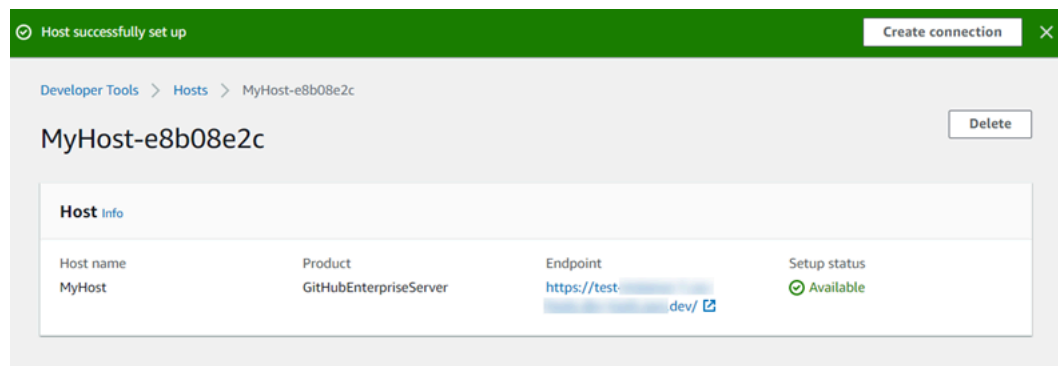 Host successfully set up
Create connection
Developer Tools > Hosts > MyHost-e8b08e2c
MyHost-e8b08e2c
Delete
Host Info
Host name
Product
Endpoint
Setup status
MyHost
GitHubEnterpriseServer
https://test-
dev/
Available